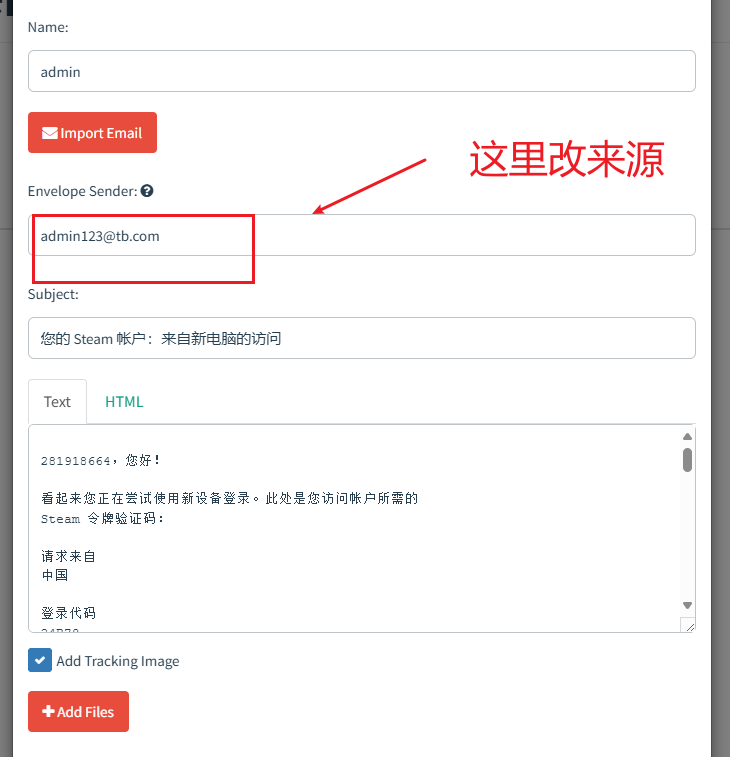 Name:
admin
Import Email
这里改来源
Envelope Sender:
admin123@tb.com
Subject:
您的 Steam 帐户：来自新电脑的访问
Text
HTML
281918664，您好！
看起来您正在尝试使用新设备登录。此处是您访问帐户所需的
Steam 令牌验证码：
请求来自
中国
登录代码
Add Tracking Image
Add Files